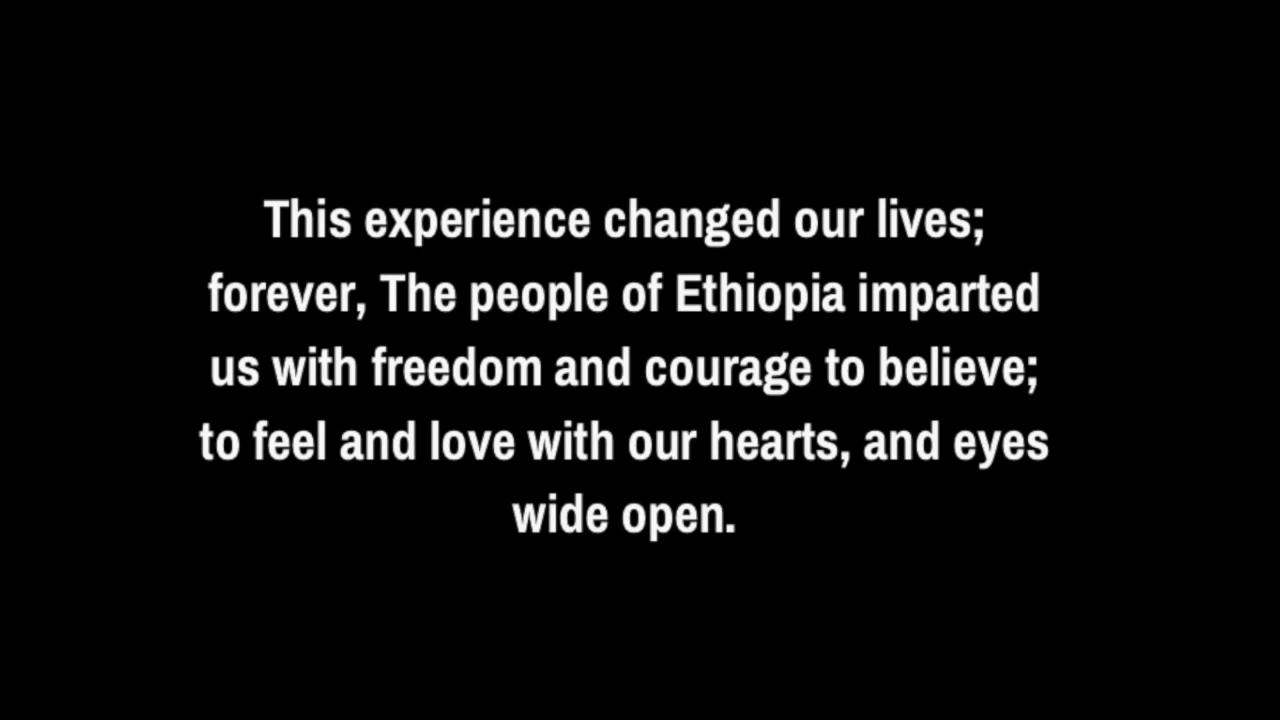 This experience changed our lives;
forever, The people of Ethiopia imparted
us with freedom and courage to believe;
to feel and love with our hearts, and eyes
wide open.